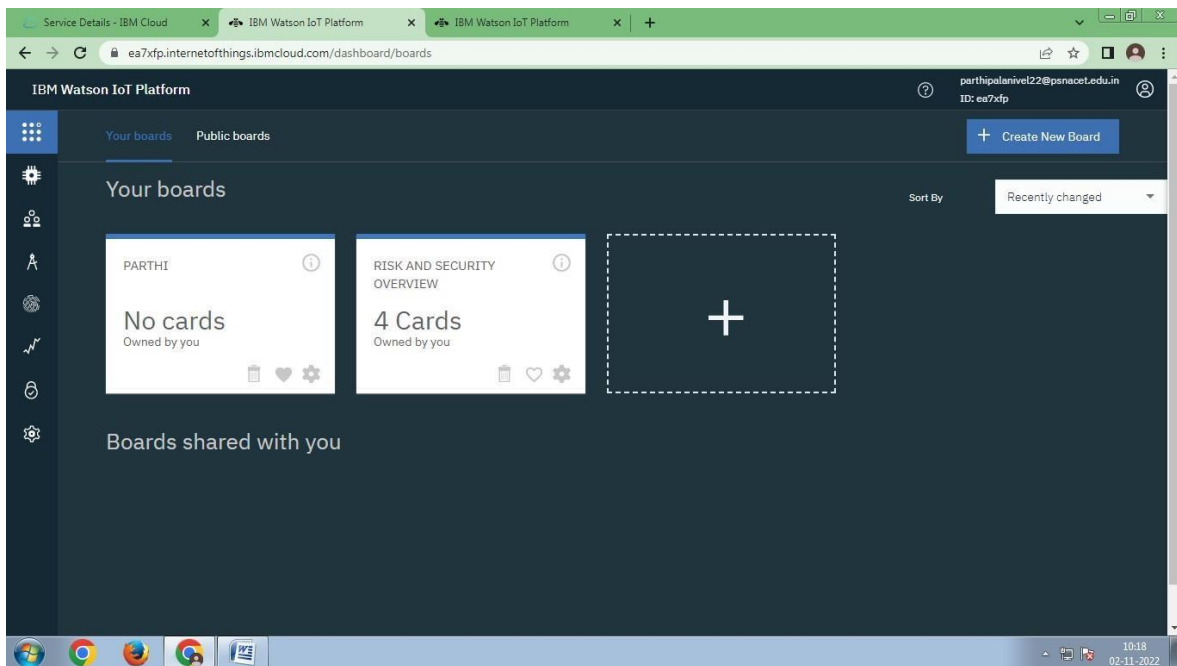 Service Details - IBM Cloud
IBM Watson IoT Platform
IBM Watson IoT Platform
ea7xfp.internetofthings.ibmcloud.com/dashboard/boards
IBM Watson IoT Platform
parthipalanivel22@psnacet.edu.in
ID: ea7xfp
Your boards
Public boards
Create New Board
Your boards
Sort By
Recently changed
PARTHI
No cards
Owned by you
RISK AND SECURITY
OVERVIEW
4 Cards
Owned by you
Boards shared with you
10:18
02-11-2022